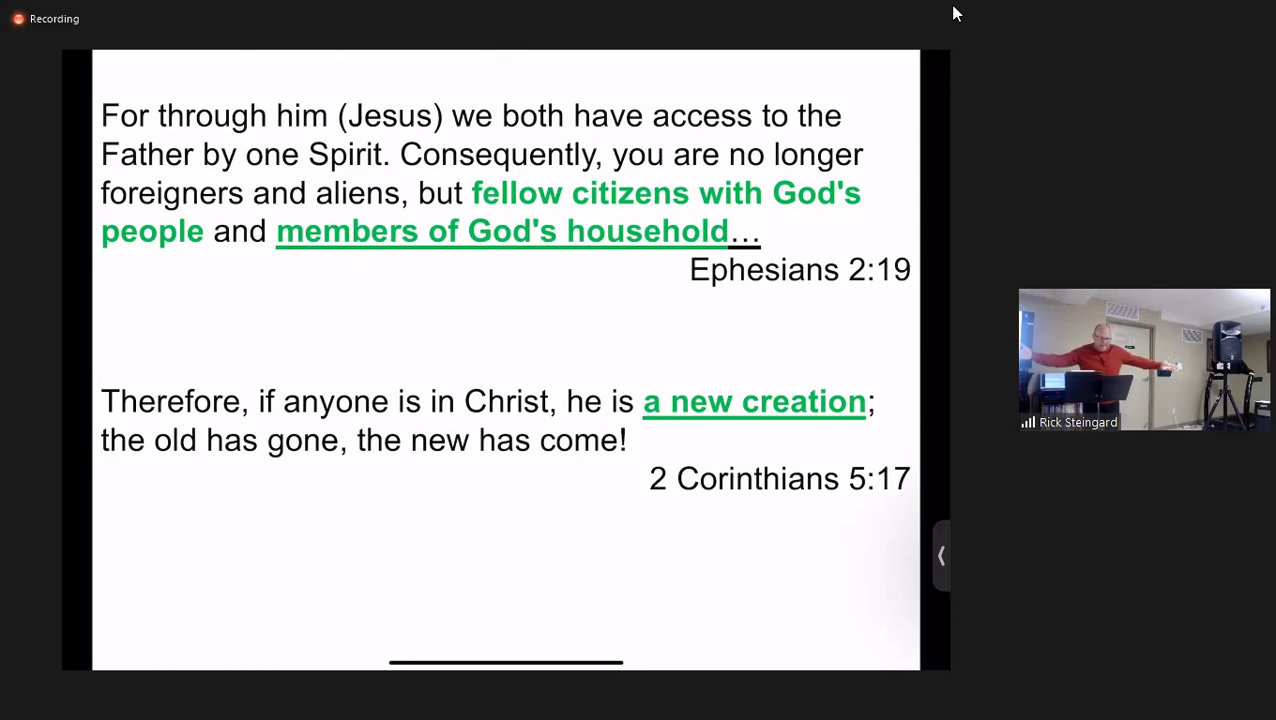 Recording
For through him (Jesus) we both have access to the
Father by one Spirit. Consequently, you are no longer
foreigners and aliens, but fellow citizens with God's
people and members of God's household…
Ephesians 2:19
Therefore, if anyone is in Christ, he is a new creation;
the old has gone, the new has come!
2 Corinthians 5:17
Rick Steingard